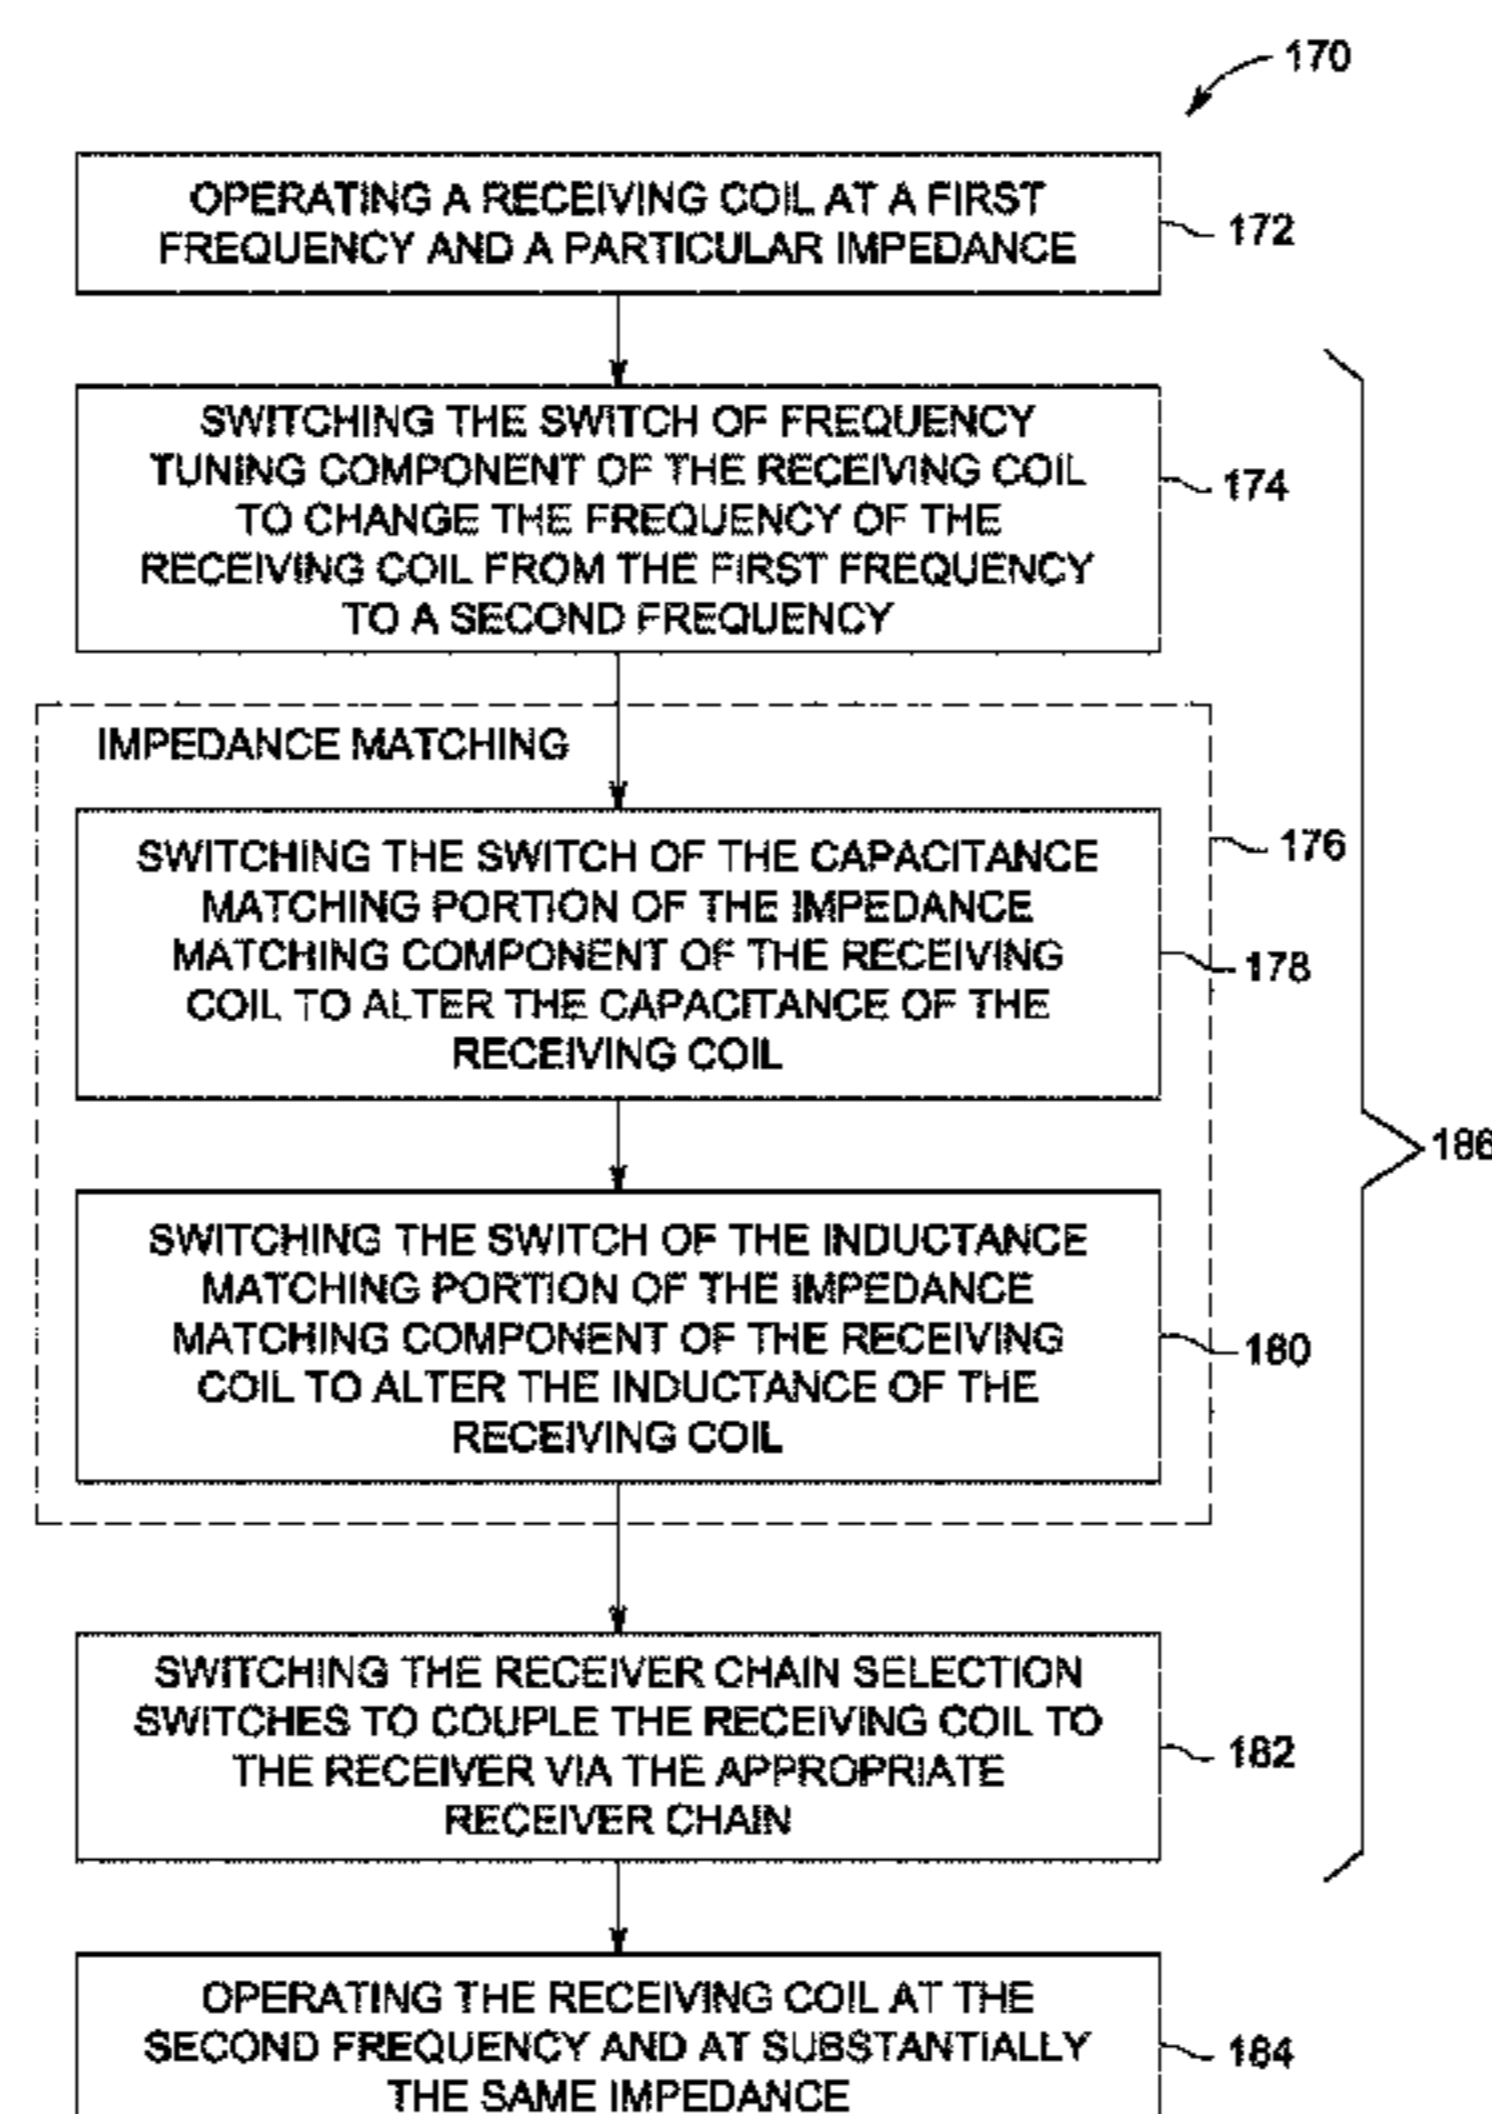 170
OPERATING A RECEIVING COIL AT A FIRST
FREQUENCY AND A PARTICULAR IMPEDANCE
172
SWITCHING THE SWITCH OF FREQUENCY
TUNING COMPONENT OF THE RECEIVING COIL
TO CHANGE THE FREQUENCY OF THE
RECEIVING COIL FROM THE FIRST FREQUENCY
TO A SECOND FREQUENCY
174
IMPEDANCE MATCHING
176
SWITCHING THE SWITCH OF THE CAPACITANCE
MATCHING PORTION OF THE IMPEDANCE
MATCHING COMPONENT OF THE RECEIVING
COIL TO ALTER THE CAPACITANCE OF THE
RECEIVING COIL
178
186
SWITCHING THE SWITCH OF THE INDUCTANCE
MATCHING PORTION OF THE IMPEDANCE
MATCHING COMPONENT OF THE RECEIVING
COIL TO ALTER THE INDUCTANCE OF THE
RECEIVING COIL
180
SWITCHING THE RECEIVER CHAIN SELECTION
SWITCHES TO COUPLE THE RECEIVING COIL TO
THE RECEIVER VIA THE APPROPRIATE
RECEIVER CHAIN
182
OPERATING THE RECEIVING COIL AT THE
SECOND FREQUENCY AND AT SUBSTANTIALLY
THE SAME IMPEDANCE
184